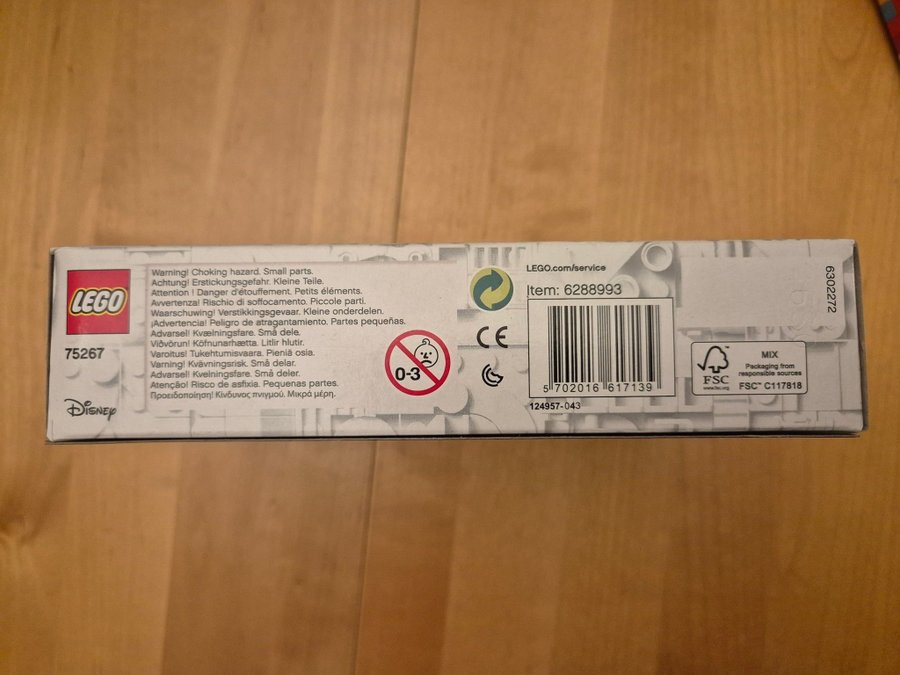 LEGO
75267
Disney
Warning! Choking hazard. Small parts.
Achtung! Erstickungsgefahr. Kleine Teile.
Attention ! Danger d'étouffement. Petits éléments.
Avvertenza! Rischio di soffocamento. Piccole parti.
Waarschuwing! Verstikkingsgevaar. Kleine onderdelen.
¡Advertencia! Peligro de atragantamiento. Partes pequeñas.
Advarsel! Kvælningsfare. Små dele.
Viðvörun! Köfnunarhætta. Litlir hlutir.
Varoitus! Tukehtumisvaara. Pieniä osia.
Varning! Kvävningsrisk. Små delar.
Advarsel! Kvelningsfare. Små deler.
Atenção! Risco de asfixia. Pequenas partes.
Προειδοποίηση! Κίνδυνος πνιγμού. Μικρά μέρη.
0-3
CE
LEGO.com/service
Item: 6288993
5 702016 617139
124957-043
FSC
www.fsc.org
MIX
Packaging from
responsible sources
FSC™ C117818
6302272